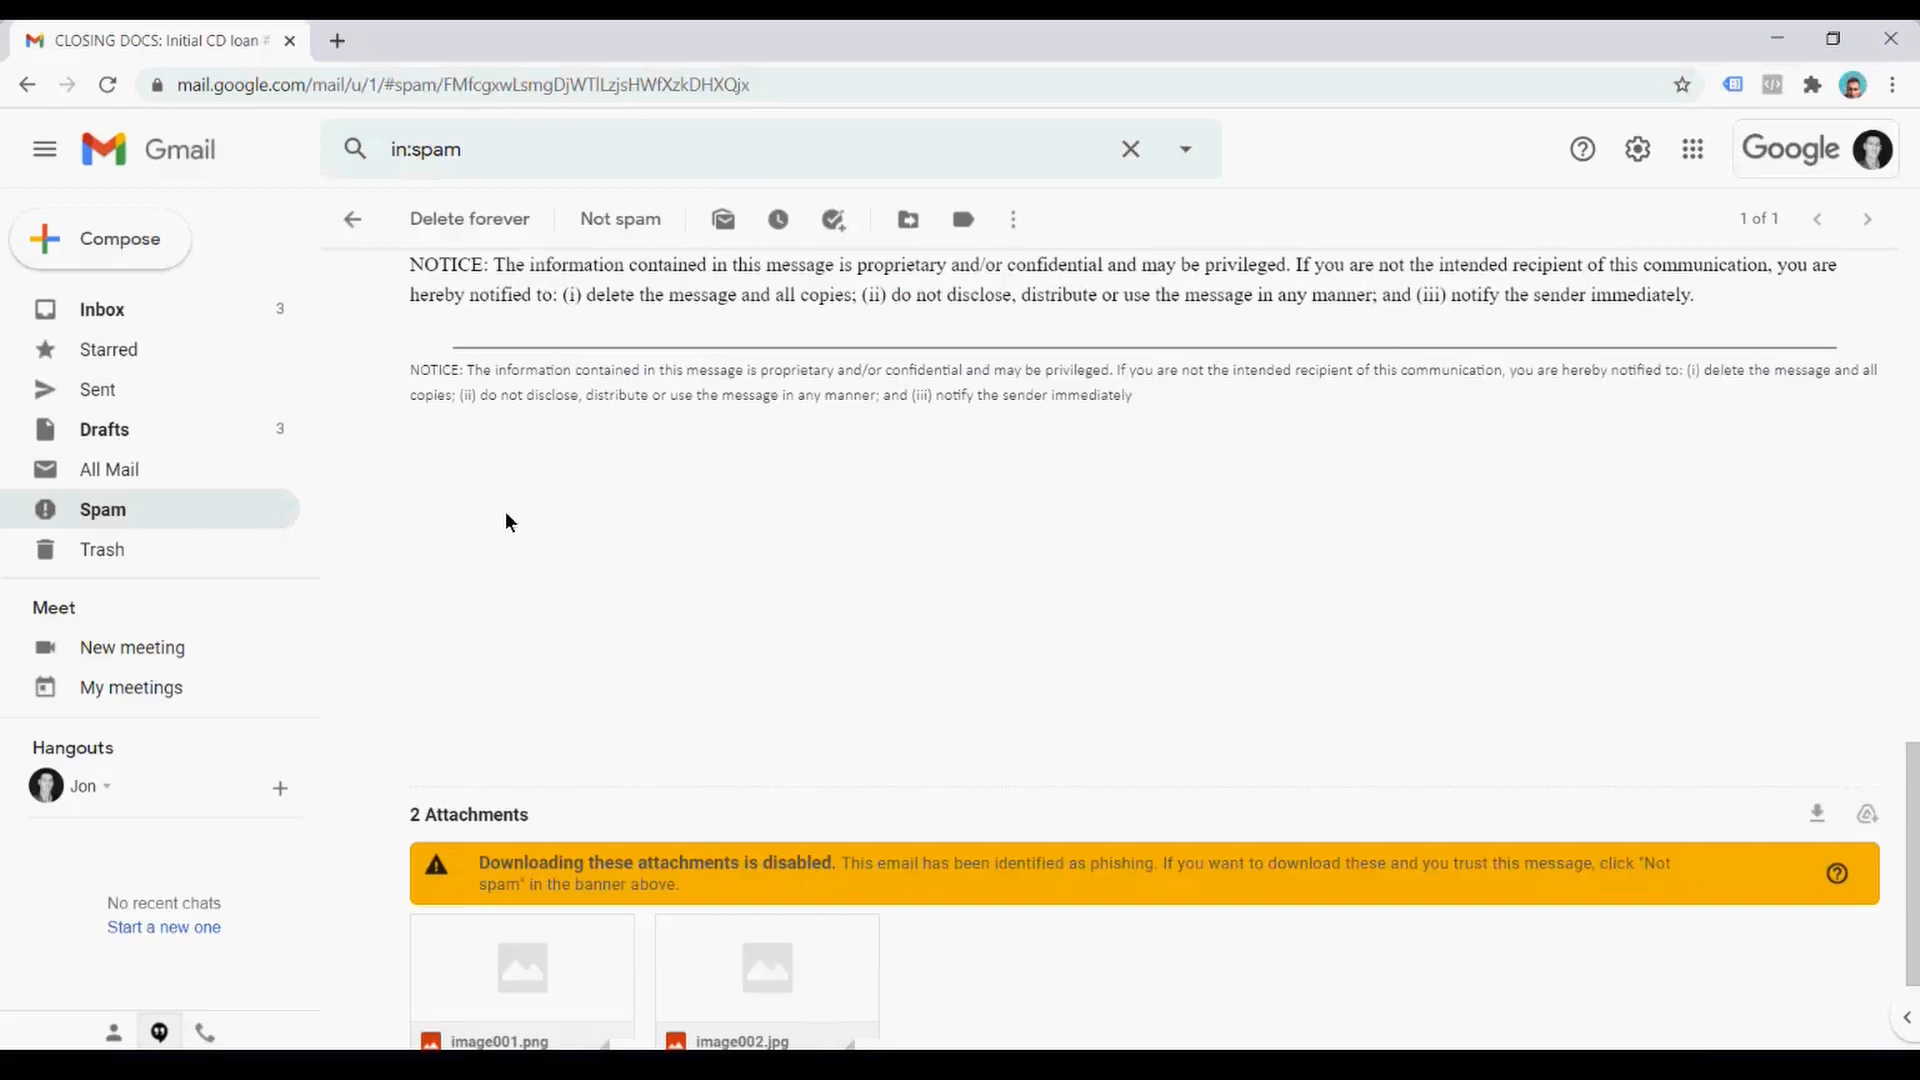 CLOSING DOCS: Initial CD loan #
mail.google.com/mail/u/1/#spam/FMfcgxwLsmgDjWTlLzjsHWfXzkDHXQjx
Gmail
in:spam
Google
Compose
Delete forever
Not spam
1 of 1
Inbox 3
Starred
Sent
Drafts 3
All Mail
Spam
Trash
Meet
New meeting
My meetings
Hangouts
Jon
No recent chats
Start a new one
NOTICE: The information contained in this message is proprietary and/or confidential and may be privileged. If you are not the intended recipient of this communication, you are
hereby notified to: (i) delete the message and all copies; (ii) do not disclose, distribute or use the message in any manner; and (iii) notify the sender immediately.
NOTICE: The information contained in this message is proprietary and/or confidential and may be privileged. If you are not the intended recipient of this communication, you are hereby notified to: (i) delete the message and all
copies; (ii) do not disclose, distribute or use the message in any manner; and (iii) notify the sender immediately
2 Attachments
Downloading these attachments is disabled. This email has been identified as phishing. If you want to download these and you trust this message, click "Not
spam" in the banner above.
image001.png
image002.jpg